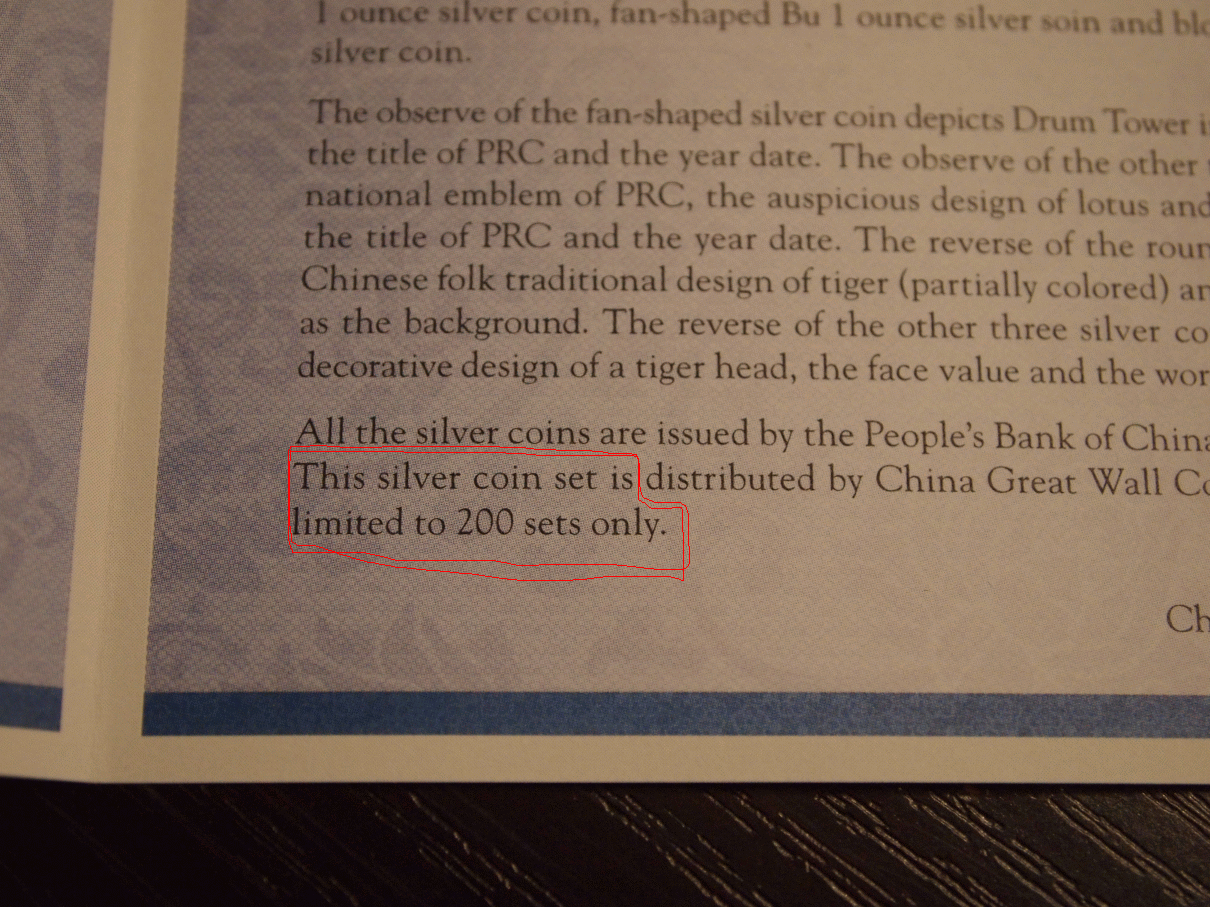 1 ounce silver coin, fan-shaped Bu 1 ounce silver soin and
silver coin.
The observe of the fan-shaped silver coin depicts Drum Tower
the title of PRC and the year date. The observe of the other
national emblem of PRC, the auspicious design of lotus and
the title of PRC and the year date. The reverse of the
Chinese folk traditional design of tiger (partially colored)
as the background. The reverse of the other three silver
decorative design of a tiger head, the face value and the
All the silver coins are issued by the People's Bank of China
This silver coin set is distributed by China Great Wall
limited to 200 sets only.